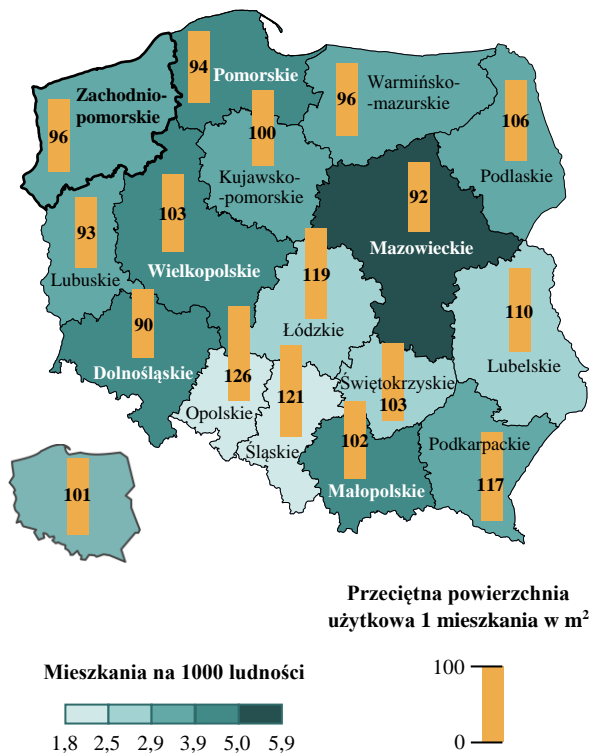 94
Pomorskie
Zachodnio-
pomorskie
96
100
Kujawsko-
-pomorskie
96
Warmińsko-
-mazurskie
106
Podlaskie
92
Mazowieckie
93
Lubuskie
103
Wielkopolskie
119
Łódzkie
110
Lubelskie
90
Dolnośląskie
126
Opolskie
121
Śląskie
Świętokrzyskie
103
102
Małopolskie
Podkarpackie
117
101
Przeciętna powierzchnia
użytkowa 1 mieszkania w m²
100
0
Mieszkania na 1000 ludności
1,8 2,5 2,9 3,9 5,0 5,9